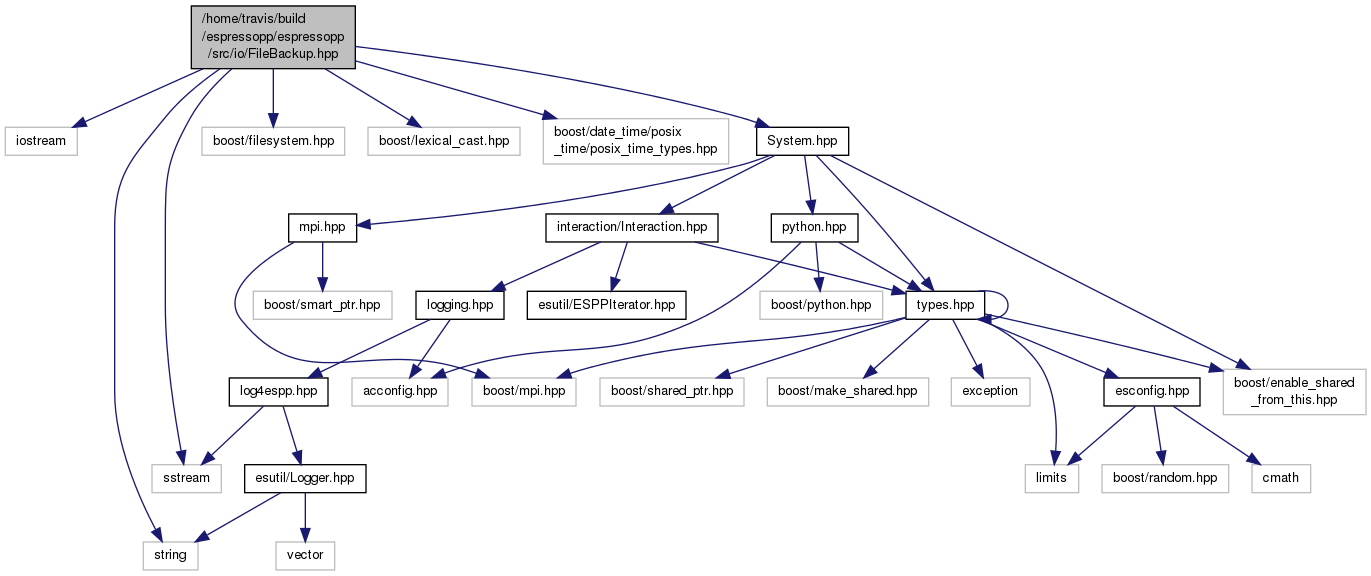 /home/travis/build
/espressopp/espressopp
/src/io/FileBackup.hpp
iostream
boost/filesystem.hpp
boost/lexical_cast.hpp
boost/date_time/posix
_time/posix_time_types.hpp
System.hpp
mpi.hpp
interaction/Interaction.hpp
python.hpp
boost/smart_ptr.hpp
logging.hpp
esutil/ESPPIterator.hpp
boost/python.hpp
types.hpp
log4espp.hpp
acconfig.hpp
boost/mpi.hpp
boost/shared_ptr.hpp
boost/make_shared.hpp
exception
esconfig.hpp
boost/enable_shared
_from_this.hpp
sstream
esutil/Logger.hpp
limits
boost/random.hpp
cmath
string
vector